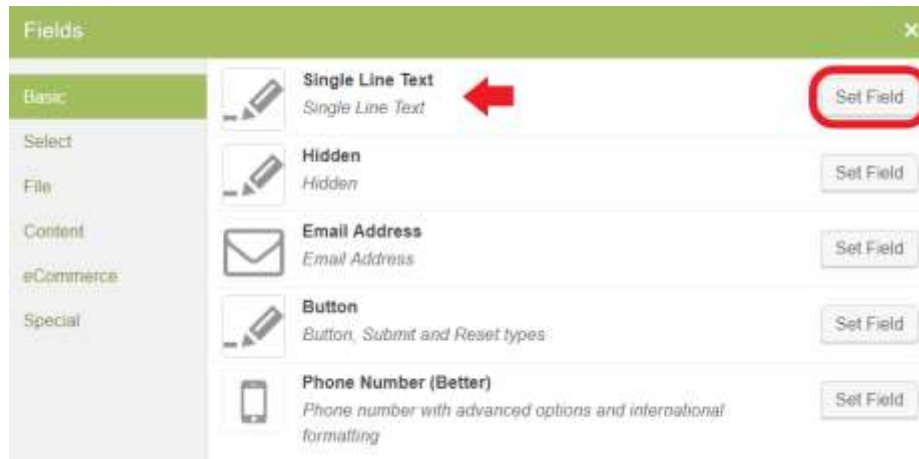 Fields
×
Basic
Select
File
Content
eCommerce
Special
Single Line Text
Single Line Text
Set Field
Hidden
Hidden
Set Field
Email Address
Email Address
Set Field
Button
Button, Submit and Reset types
Set Field
Phone Number (Better)
Phone number with advanced options and international
formatting
Set Field